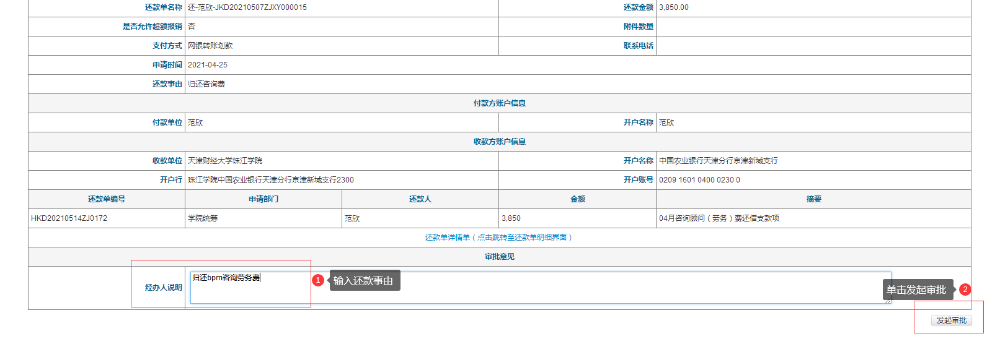 还款单名称 还-范欣-JKD20210507ZJXY000015 还款金额 3,850.00
是否允许超额报销 否 附件数量
支付方式 网银转账划款 联系电话
申请时间 2021-04-25
还款事由 归还咨询费
付款方账户信息
付款单位 范欣 开户名称 范欣
收款方账户信息
收款单位 天津财经大学珠江学院 开户名称 中国农业银行天津分行京津新城支行
开户行 珠江学院中国农业银行天津分行京津新城支行2300 开户账号 0209 1601 0400 0230 0
还款单编号 申请部门 还款人 金额 摘要
HKD20210514ZJ0172 学院统筹 范欣 3,850 04月咨询顾问（劳务）费还借支款项
还款单详情单（点击跳转至还款单明细界面）
审批意见
经办人说明 归还bpm咨询劳务费 1 输入还款事由
单击发起审批 2
发起审批